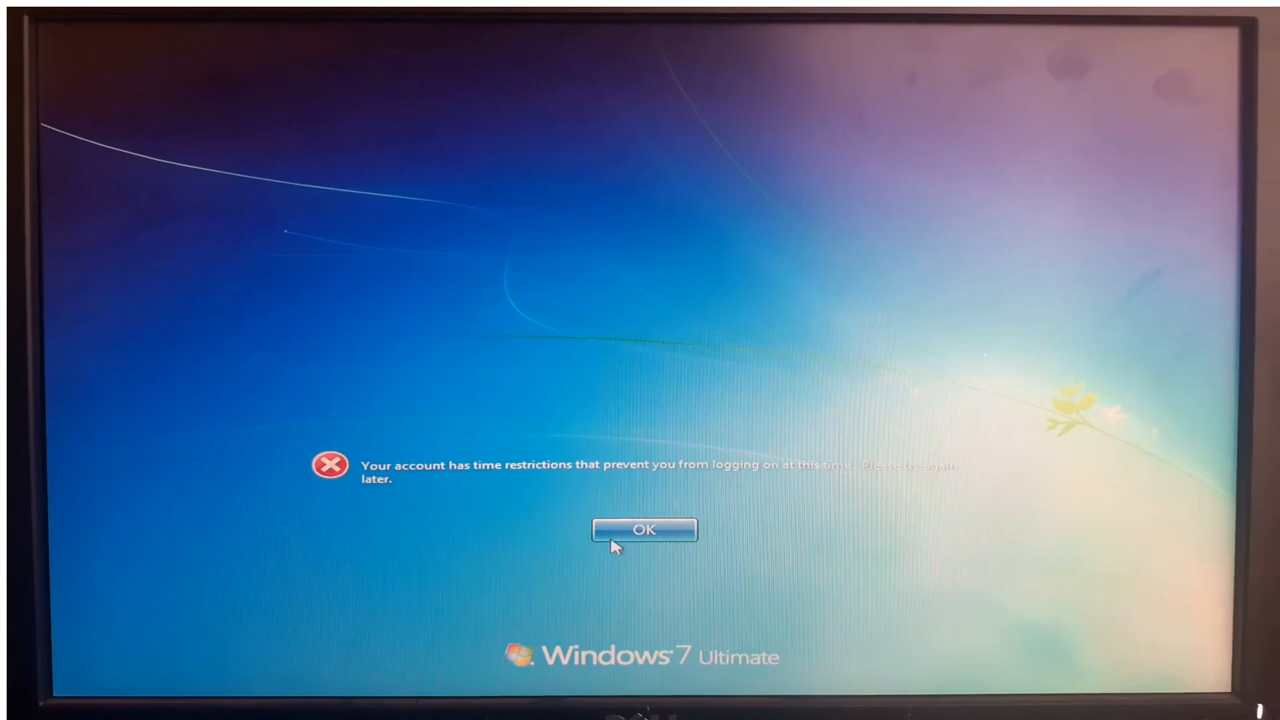 Your account has time restrictions that prevent you from logging on at this time. Please try again
later.
OK
Windows 7 Ultimate